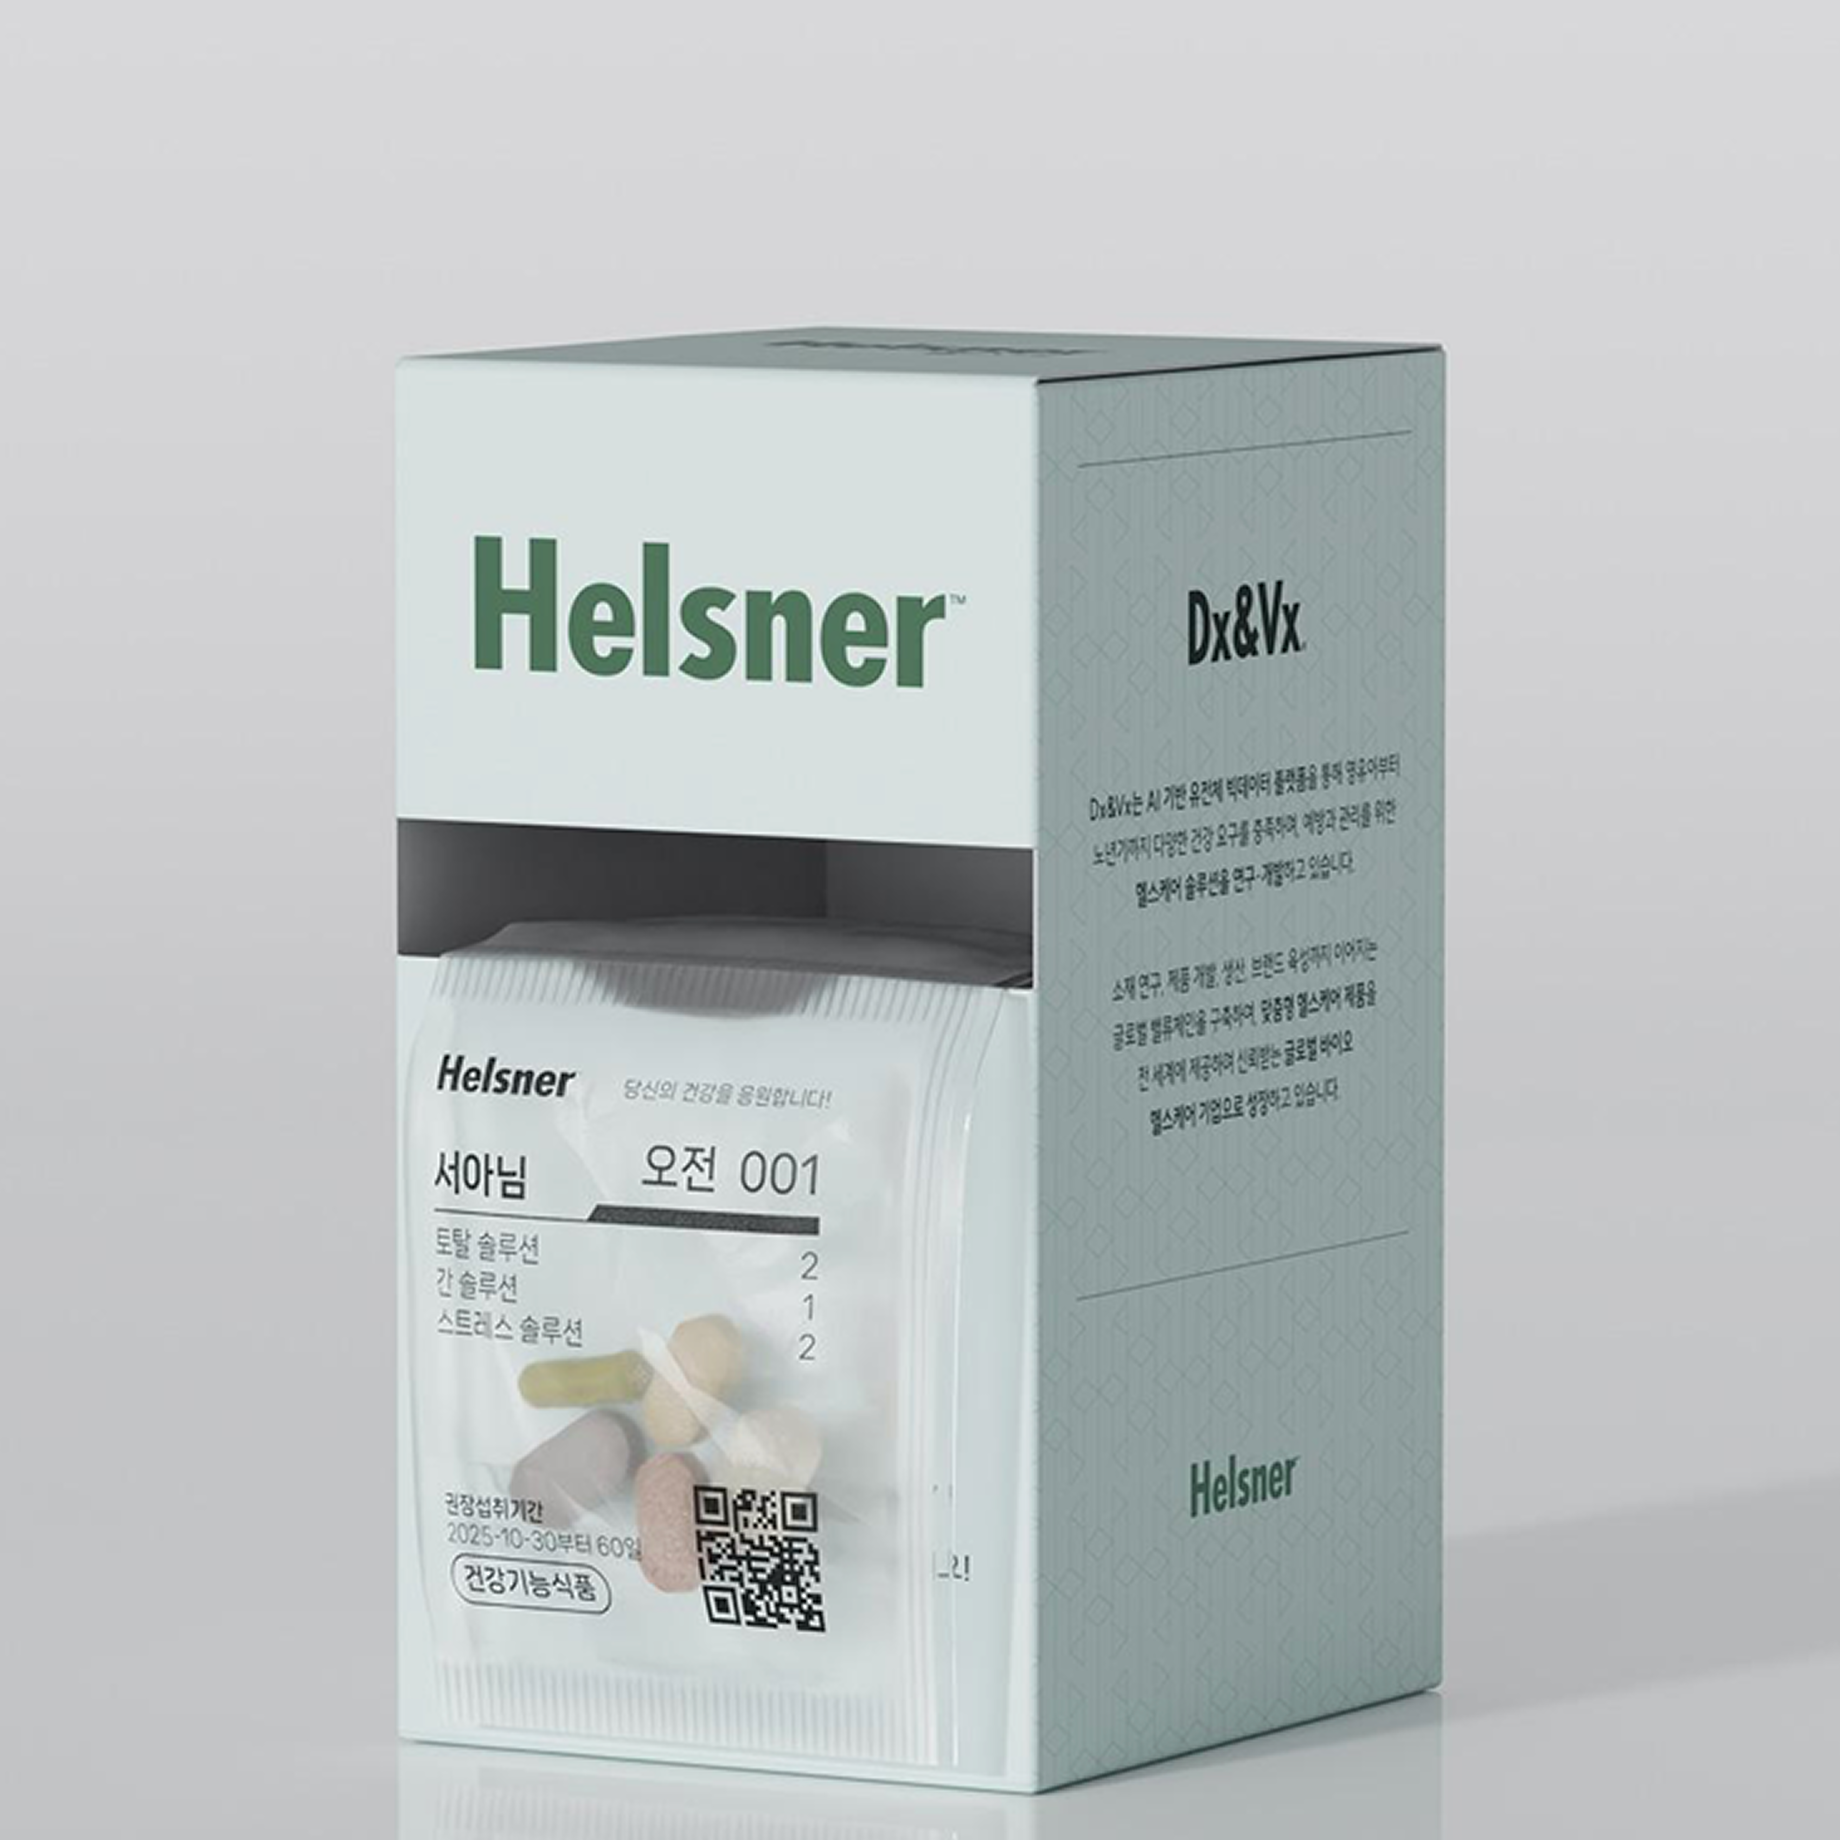 Helsner™
Helsner
당신의 건강을 응원합니다!
서아님
오전 001
토탈 솔루션 2
간 솔루션 1
스트레스 솔루션 2
권장섭취기간
2025-10-30부터 60일
건강기능식품
Dx&Vx
Dx&Vx는 AI 기반 유전체 빅데이터 플랫폼을 통해 영유아부터
노년기까지 다양한 건강 요구를 충족하며, 예방과 관리를 위한
헬스케어 솔루션을 연구·개발하고 있습니다.
소재 연구, 제품 개발, 생산, 브랜드 육성까지 이어지는
글로벌 밸류체인을 구축하여, 맞춤형 헬스케어 제품을
전 세계에 제공하며 신뢰받는 글로벌 바이오
헬스케어 기업으로 성장하고 있습니다.
Helsner